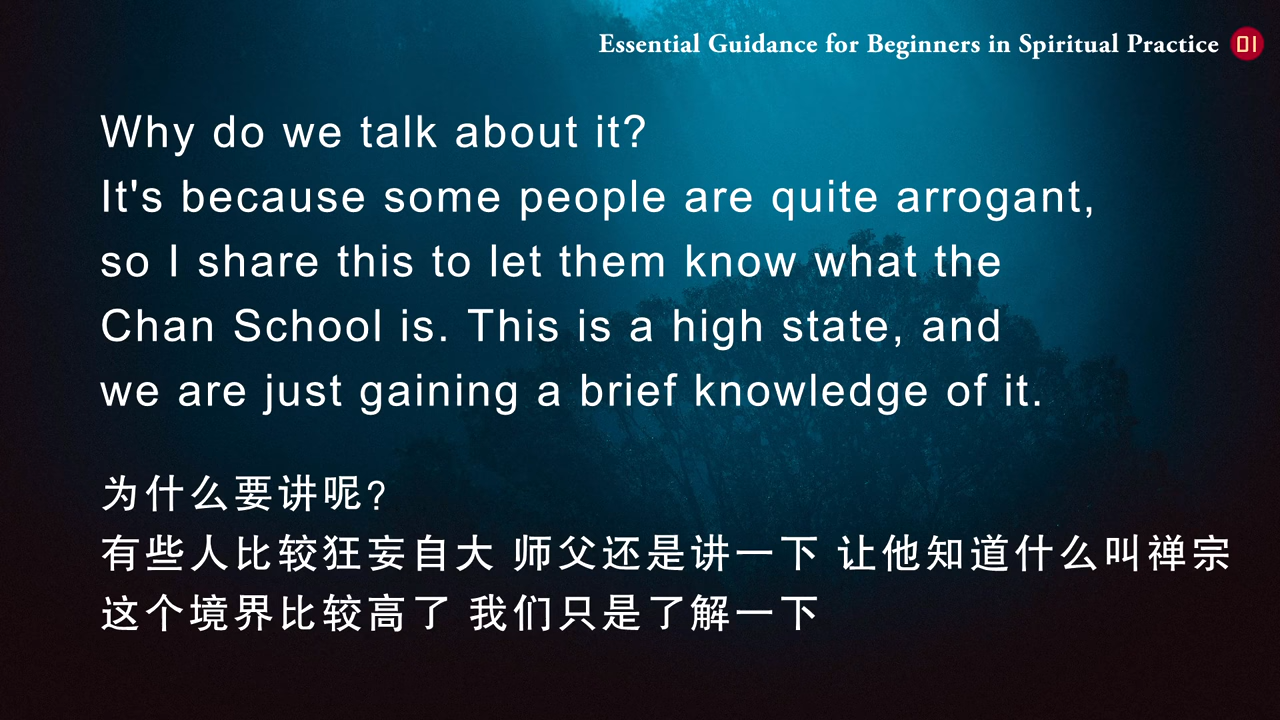 Essential Guidance for Beginners in Spiritual Practice 01
Why do we talk about it?
It's because some people are quite arrogant,
so I share this to let them know what the
Chan School is. This is a high state, and
we are just gaining a brief knowledge of it.
为什么要讲呢?
有些人比较狂妄自大 师父还是讲一下 让他知道什么叫禅宗
这个境界比较高了 我们只是了解一下